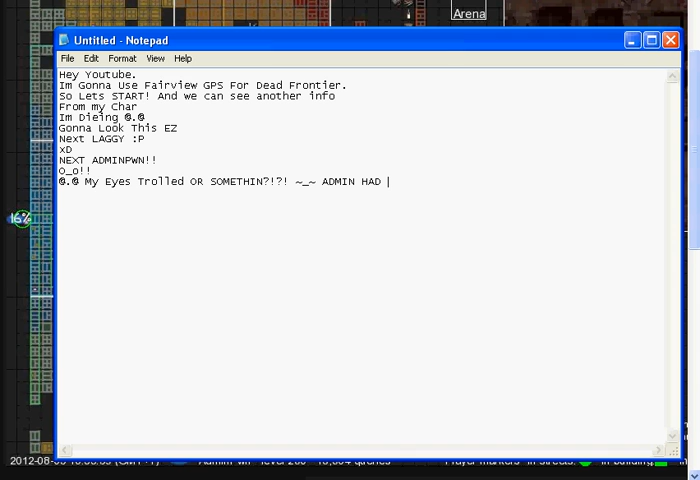 Arena
Untitled - Notepad
File Edit Format View Help
Hey Youtube.
Im Gonna Use Fairview GPS For Dead Frontier.
So Lets START! And we can see another info
From my Char
Im Dieing @.@
Gonna Look This EZ
Next LAGGY :P
xD
NEXT ADMINPWN!!
O_o!!
@.@ My Eyes Trolled OR SOMETHIN?!?! ~_~ ADMIN HAD
16%